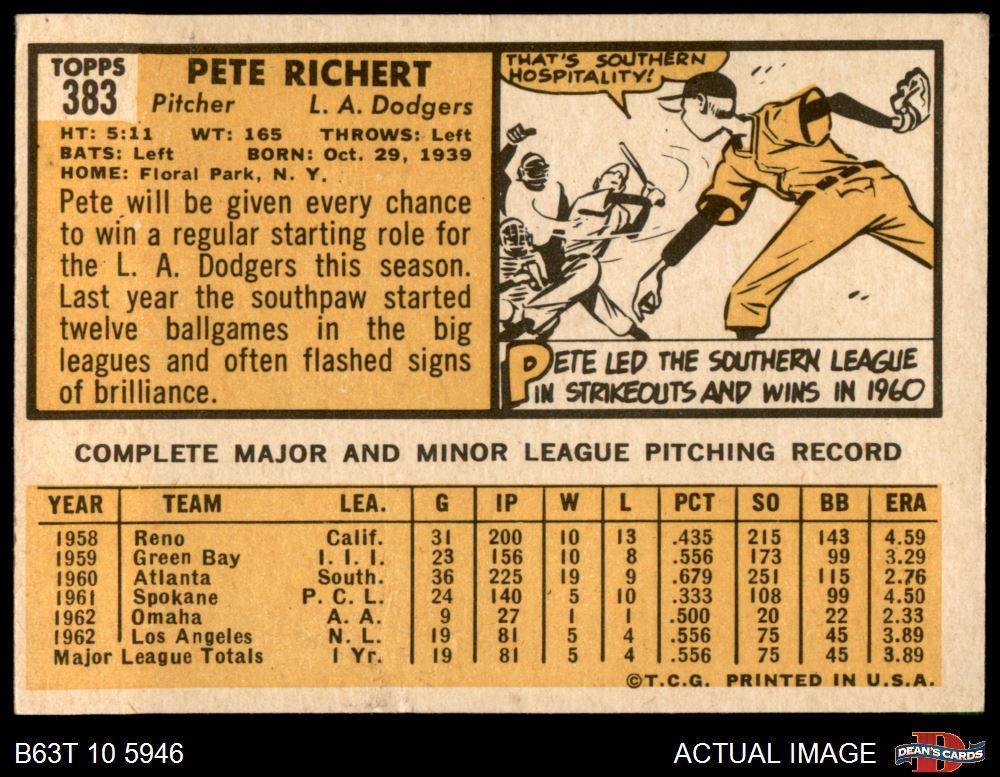 TOPPS
383
PETE RICHERT
Pitcher L. A. Dodgers
HT: 5:11 WT: 165 THROWS: Left
BATS: Left BORN: Oct. 29, 1939
HOME: Floral Park, N. Y.
Pete will be given every chance
to win a regular starting role for
the L. A. Dodgers this season.
Last year the southpaw started
twelve ballgames in the big
leagues and often flashed signs
of brilliance.
THAT'S SOUTHERN
HOSPITALITY!
PETE LED THE SOUTHERN LEAGUE
IN STRIKEOUTS AND WINS IN 1960
COMPLETE MAJOR AND MINOR LEAGUE PITCHING RECORD
YEAR TEAM LEA. G IP W L PCT SO BB ERA
1958 Reno Calif. 31 200 10 13 .435 215 143 4.59
1959 Green Bay I. I. I. 23 156 10 8 .556 173 99 3.29
1960 Atlanta South. 36 225 19 9 .679 251 115 2.76
1961 Spokane P. C. L. 24 140 5 10 .333 108 99 4.50
1962 Omaha A. A. 9 27 1 1 .500 20 22 2.33
1962 Los Angeles N. L. 19 81 5 4 .556 75 45 3.89
Major League Totals 1 Yr. 19 81 5 4 .556 75 45 3.89
©T.C.G. PRINTED IN U.S.A.
B63T 10 5946 ACTUAL IMAGE
D
DEAN'S CARDS